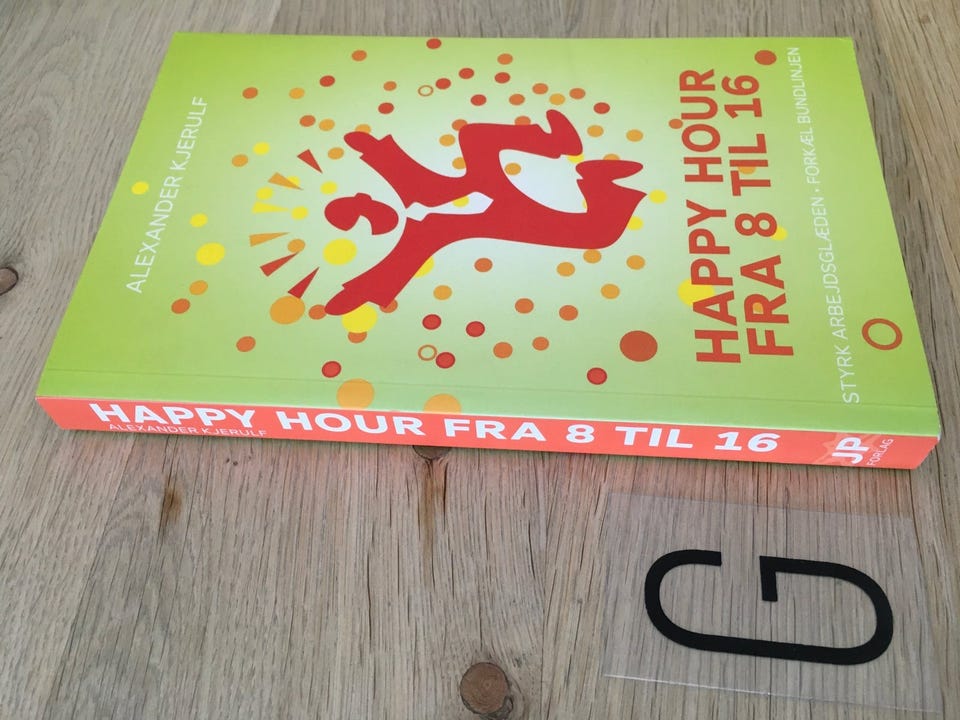 ALEXANDER KJERULF
HAPPY HOUR
FRA 8 TIL 16
STYRK ARBEJDSGLÆDEN · FORKÆL BUNDLINJEN
HAPPY HOUR FRA 8 TIL 16
ALEXANDER KJERULF
JP
FORLAG
G